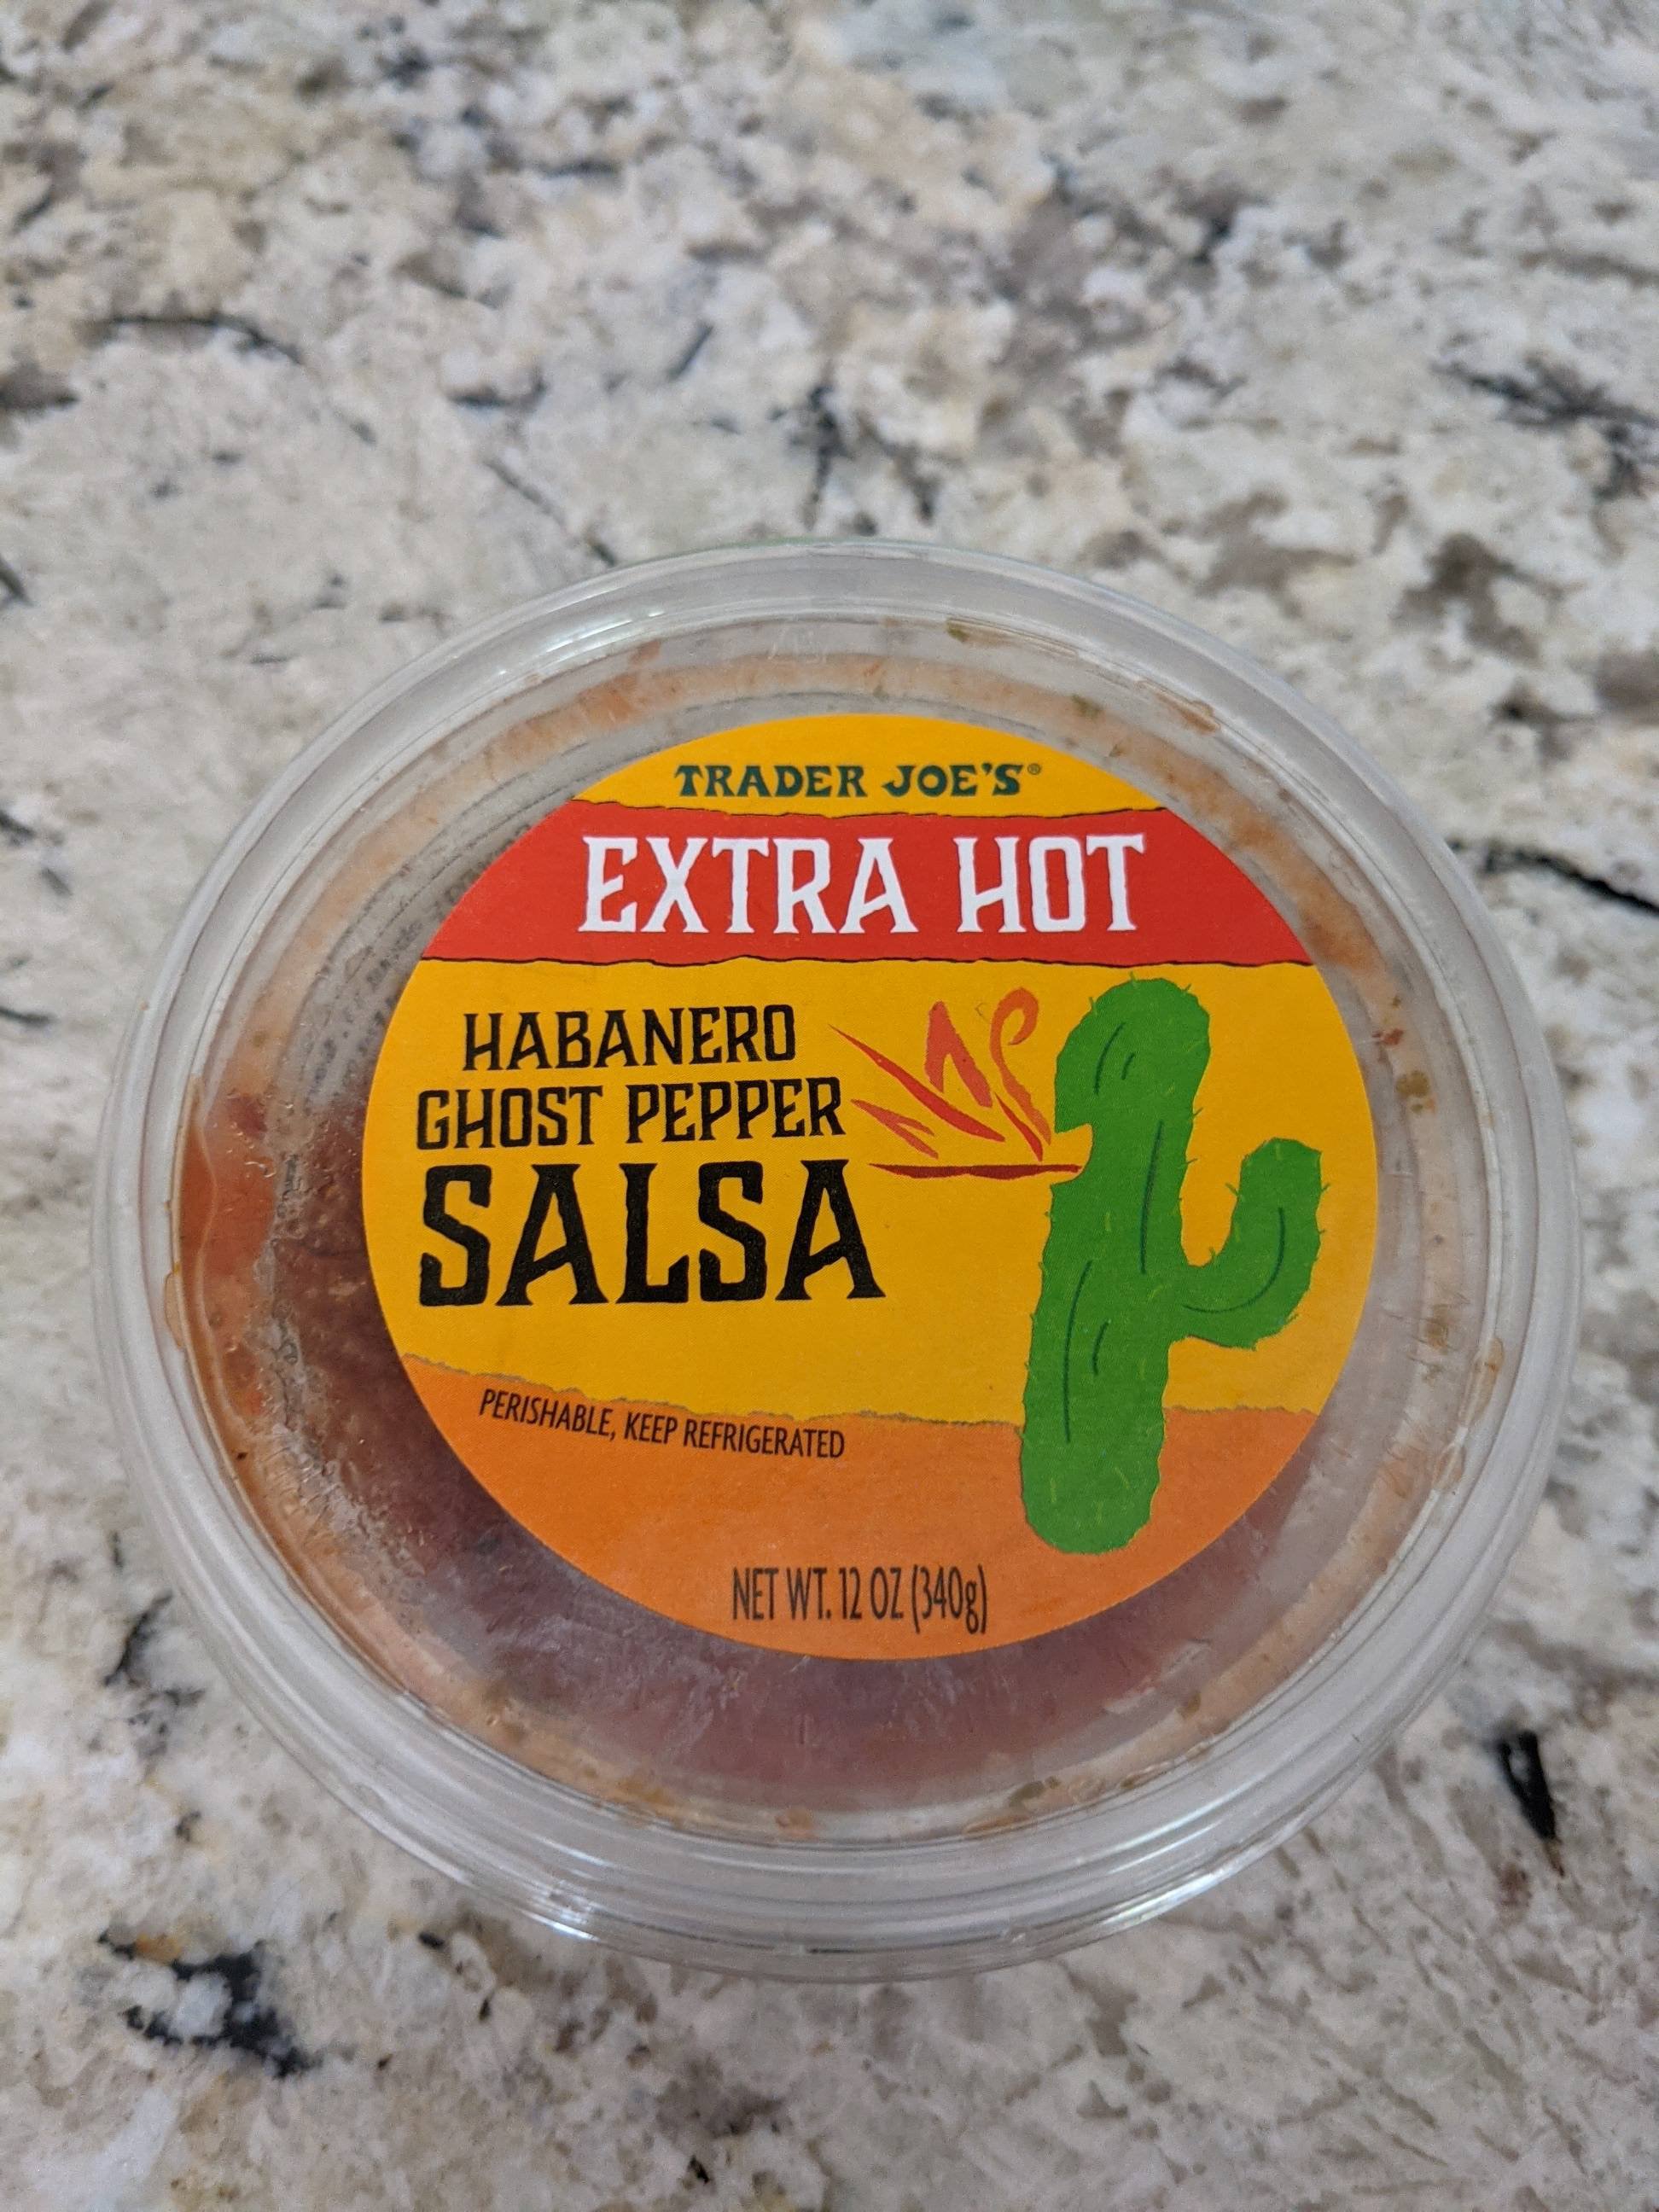 TRADER JOE'S®
EXTRA HOT
HABANERO
GHOST PEPPER
SALSA
PERISHABLE, KEEP REFRIGERATED
NET WT. 12 OZ (340g)